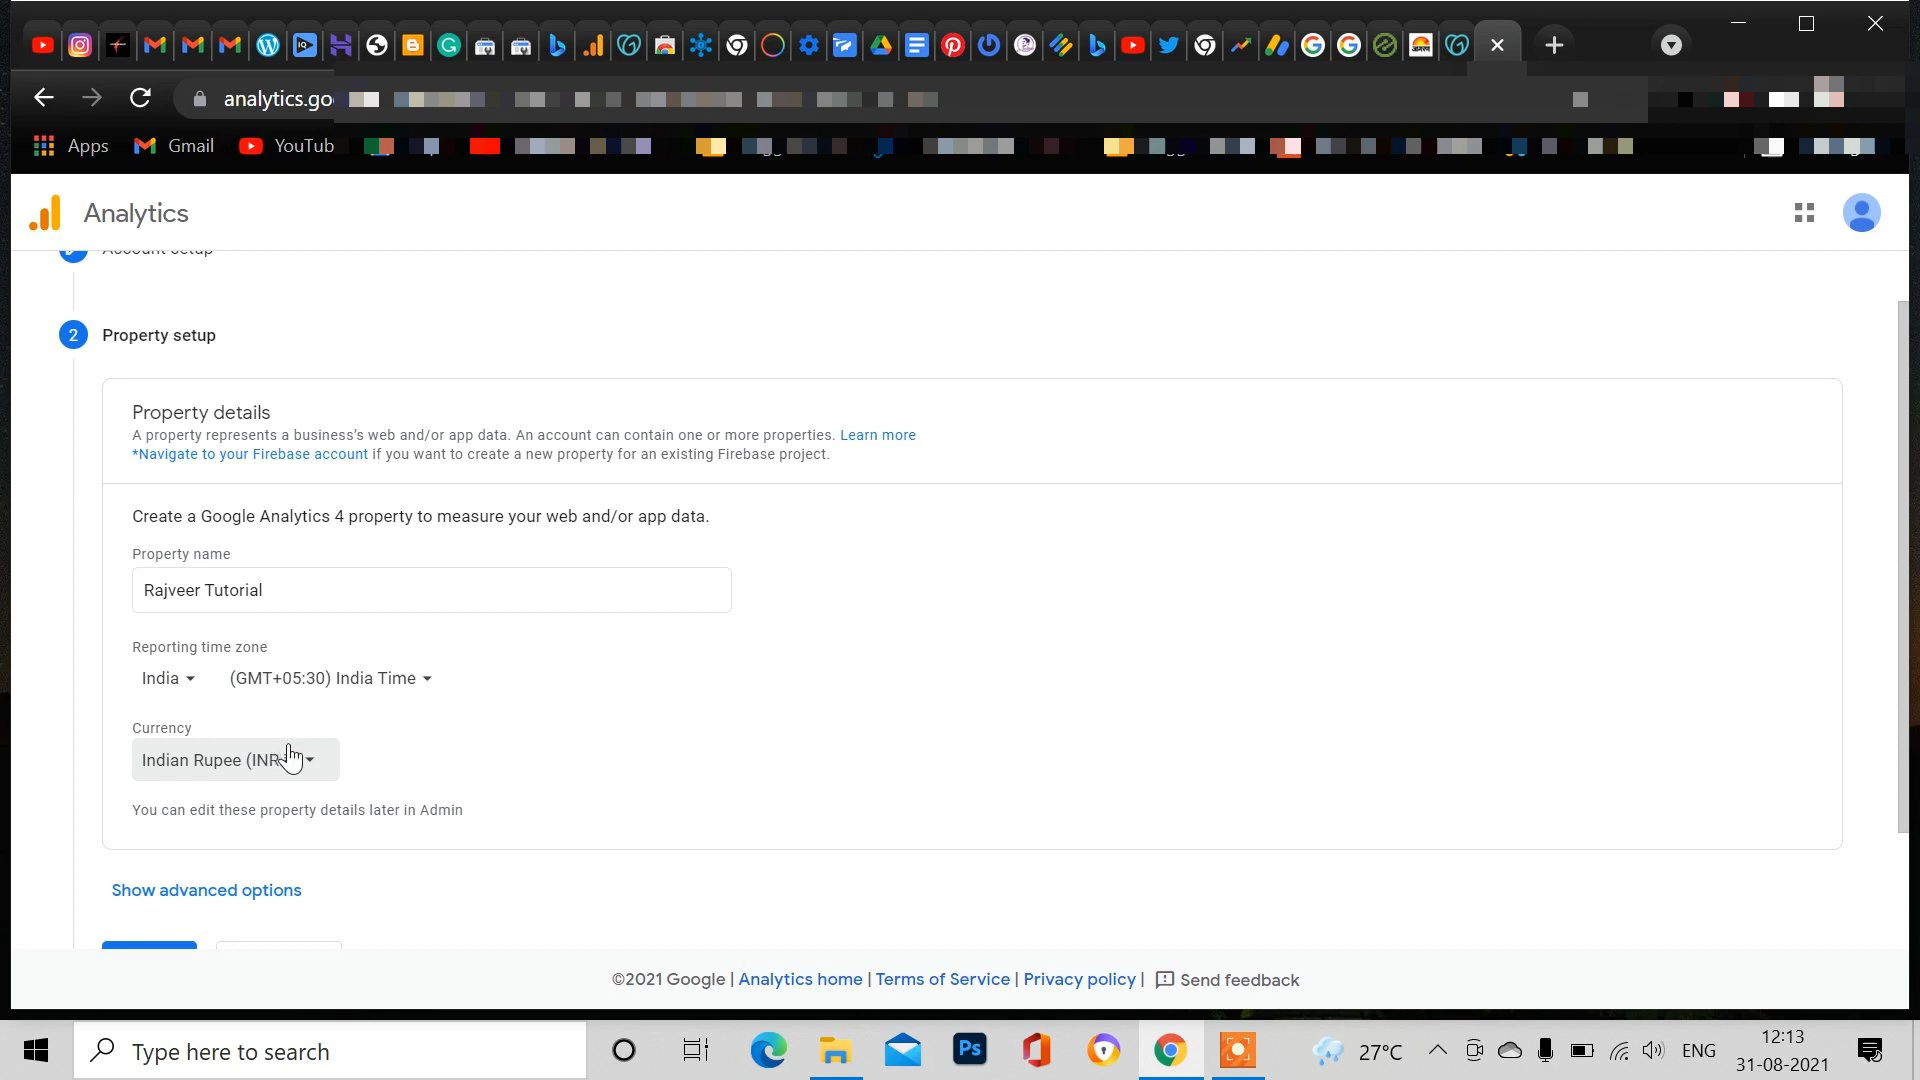 analytics.go
Apps
Gmail
YouTub
Analytics
2
Property setup
Property details
A property represents a business's web and/or app data. An account can contain one or more properties. Learn more
*Navigate to your Firebase account if you want to create a new property for an existing Firebase project.
Create a Google Analytics 4 property to measure your web and/or app data.
Property name
Rajveer Tutorial
Reporting time zone
India (GMT+05:30) India Time
Currency
Indian Rupee (INR
You can edit these property details later in Admin
Show advanced options
©2021 Google | Analytics home | Terms of Service | Privacy policy | Send feedback
Type here to search
Ps
27°C
ENG
12:13
31-08-2021